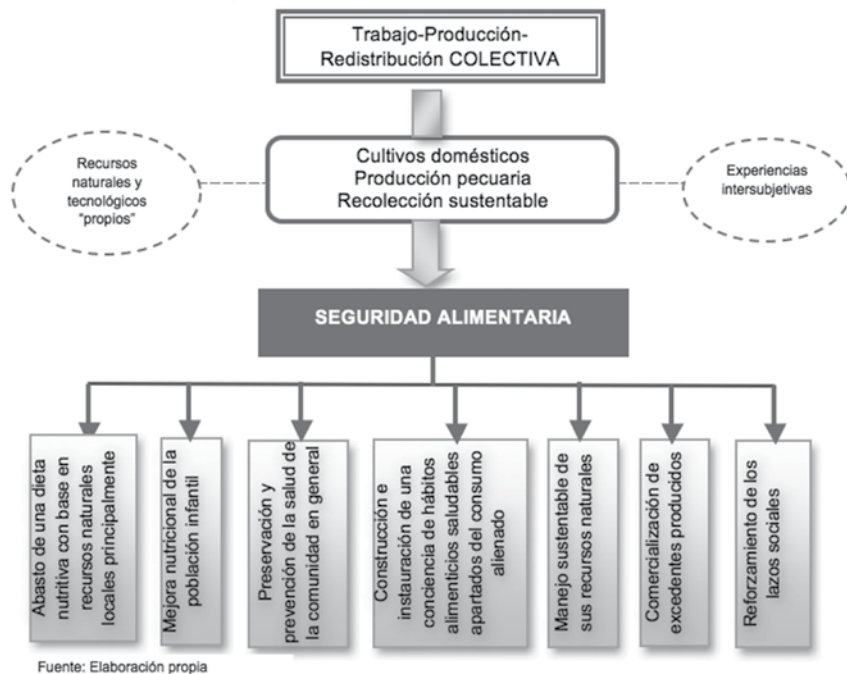 Trabajo-Producción-
Redistribución COLECTIVA
Recursos
naturales y
tecnológicos
"propios"
Cultivos domésticos
Producción pecuaria
Recolección sustentable
Experiencias
intersubjetivas
SEGURIDAD ALIMENTARIA
Abasto de una dieta
nutritiva con base en
recursos naturales
locales principalmente
Mejora nutricional de la
población infantil
Preservación y
prevención de la salud de
la comunidad en general
Construcción e
instauración de una
conciencia de hábitos
alimenticios saludables
apartados del consumo
alienado
Manejo sustentable de
sus recursos naturales
Comercialización de
excedentes producidos
Reforzamiento de los
lazos sociales
Fuente: Elaboración propia